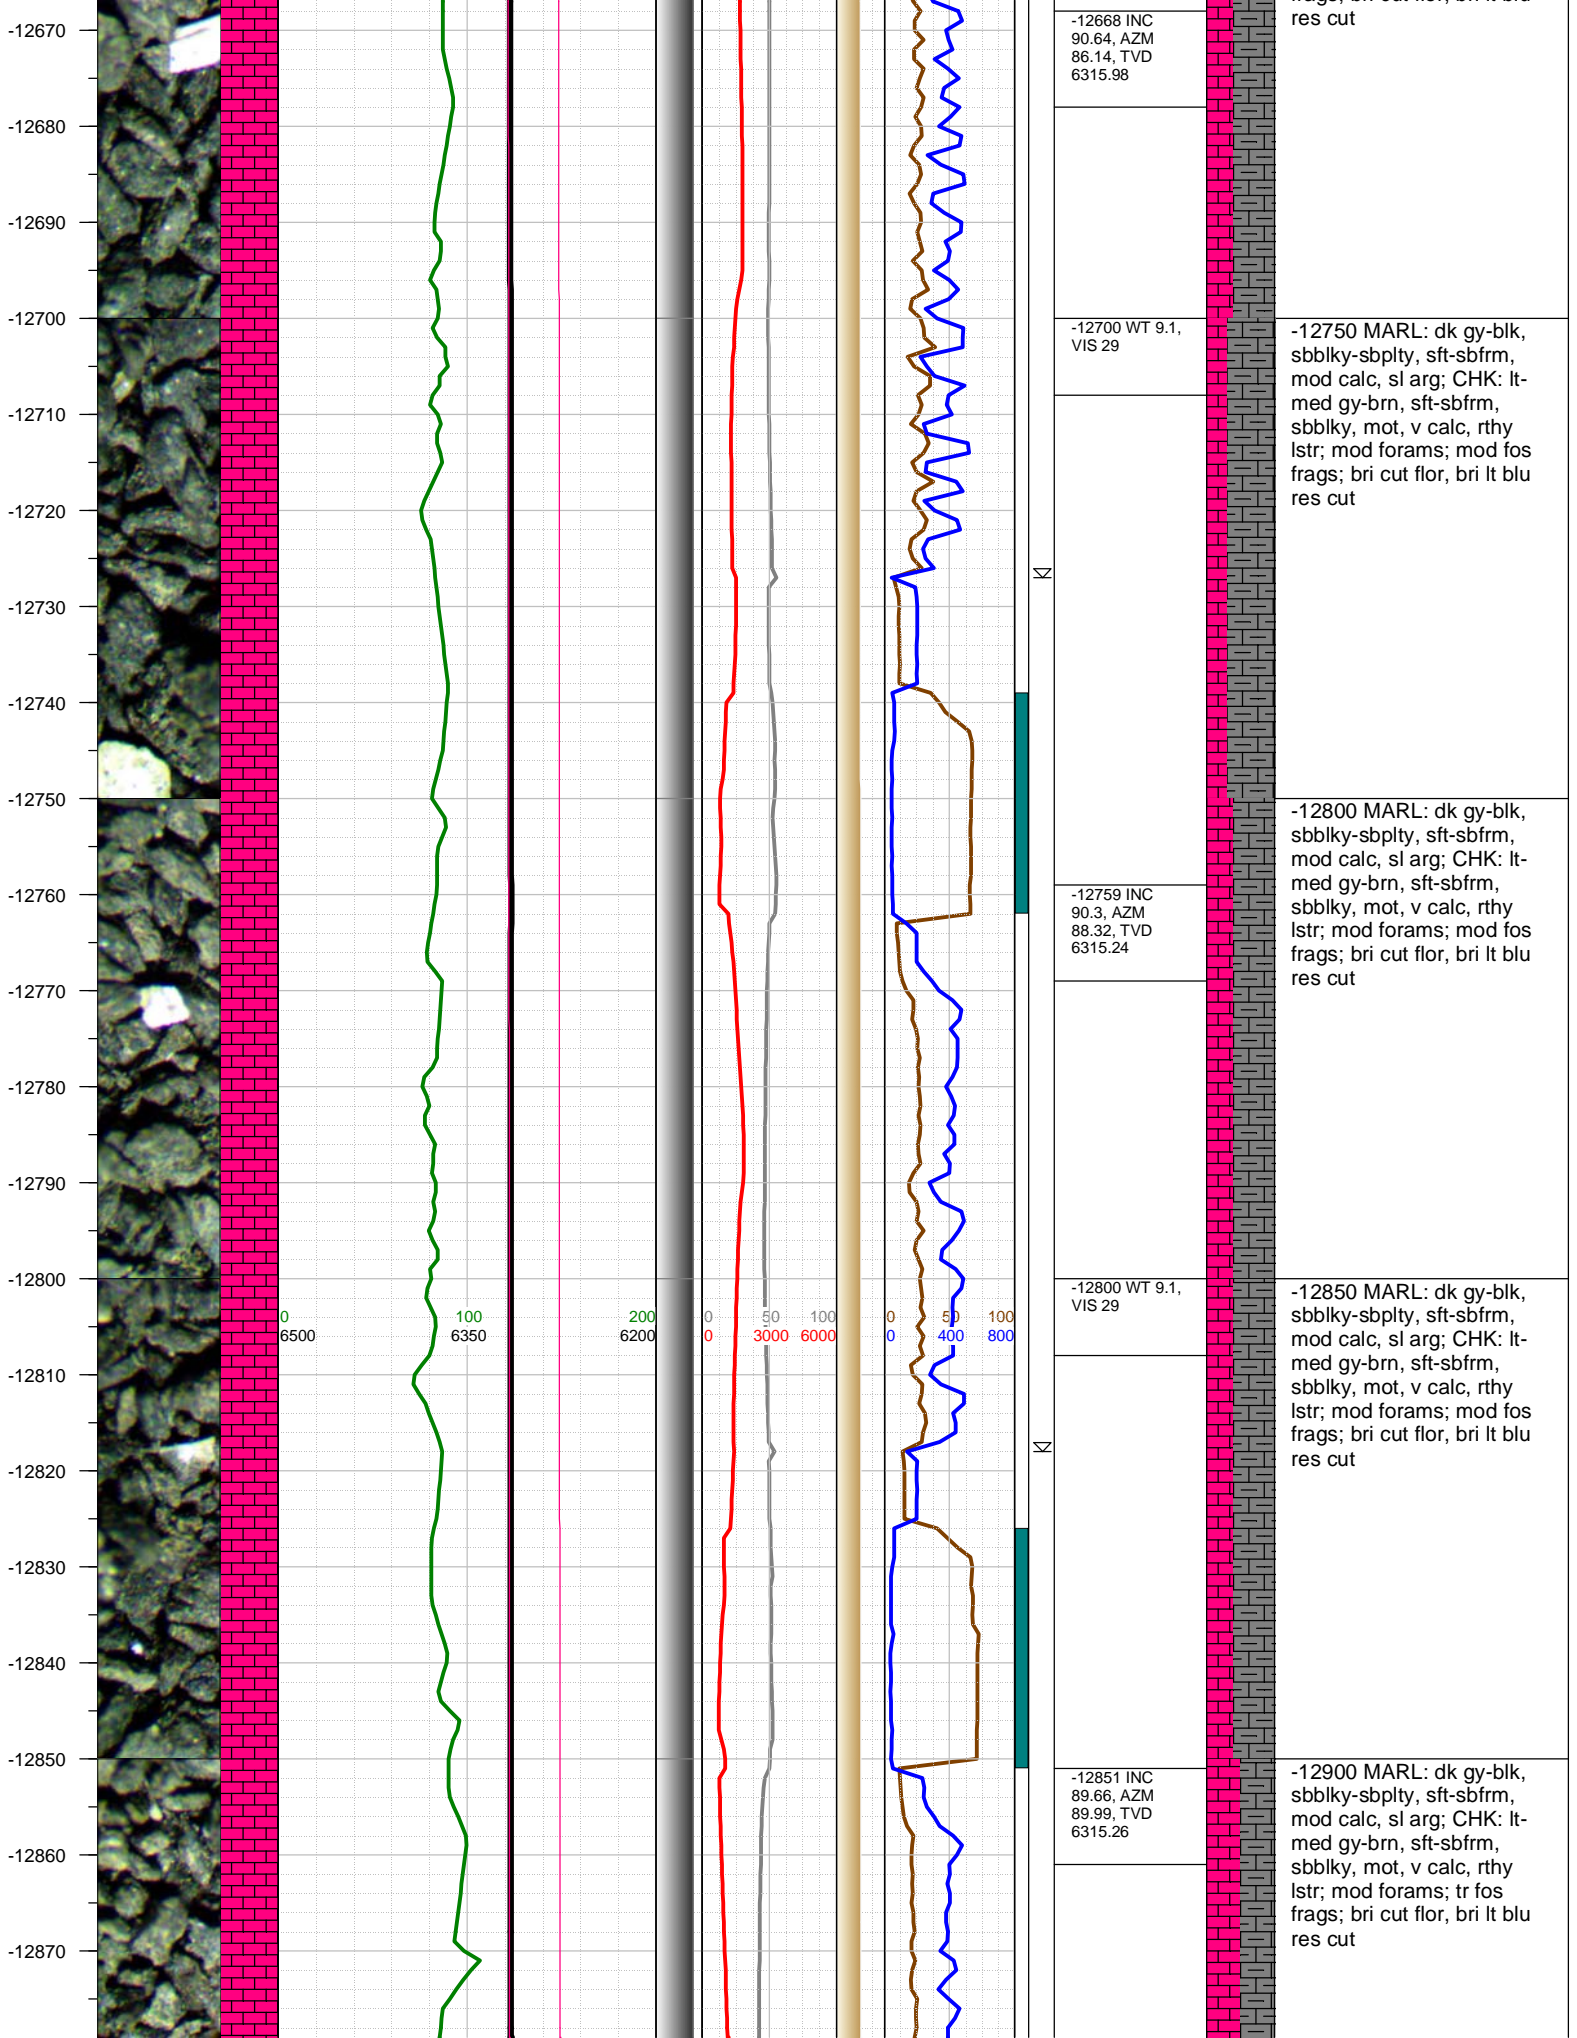 frags; bri cut flor, bri lt blu
res cut
-12668 INC
90.64, AZM
86.14, TVD
6315.98
-12670
-12680
-12690
-12700
-12700 WT 9.1,
VIS 29
-12750 MARL: dk gy-blk,
sbblky-sbplty, sft-sbfrm,
mod calc, sl arg; CHK: lt-
med gy-brn, sft-sbfrm,
sbblky, mot, v calc, rthy
lstr; mod forams; mod fos
frags; bri cut flor, bri lt blu
res cut
-12710
-12720
-12730
-12740
-12750
-12800 MARL: dk gy-blk,
sbblky-sbplty, sft-sbfrm,
mod calc, sl arg; CHK: lt-
med gy-brn, sft-sbfrm,
sbblky, mot, v calc, rthy
lstr; mod forams; mod fos
frags; bri cut flor, bri lt blu
res cut
-12760
-12759 INC
90.3, AZM
88.32, TVD
6315.24
-12770
-12780
-12790
-12800
-12800 WT 9.1,
VIS 29
0 100 200 0 50 100 0 50 100
6500 6350 6200 0 3000 6000 0 400 800
-12850 MARL: dk gy-blk,
sbblky-sbplty, sft-sbfrm,
mod calc, sl arg; CHK: lt-
med gy-brn, sft-sbfrm,
sbblky, mot, v calc, rthy
lstr; mod forams; mod fos
frags; bri cut flor, bri lt blu
res cut
-12810
-12820
-12830
-12840
-12850
-12851 INC
89.66, AZM
89.99, TVD
6315.26
-12900 MARL: dk gy-blk,
sbblky-sbplty, sft-sbfrm,
mod calc, sl arg; CHK: lt-
med gy-brn, sft-sbfrm,
sbblky, mot, v calc, rthy
lstr; mod forams; tr fos
frags; bri cut flor, bri lt blu
res cut
-12860
-12870